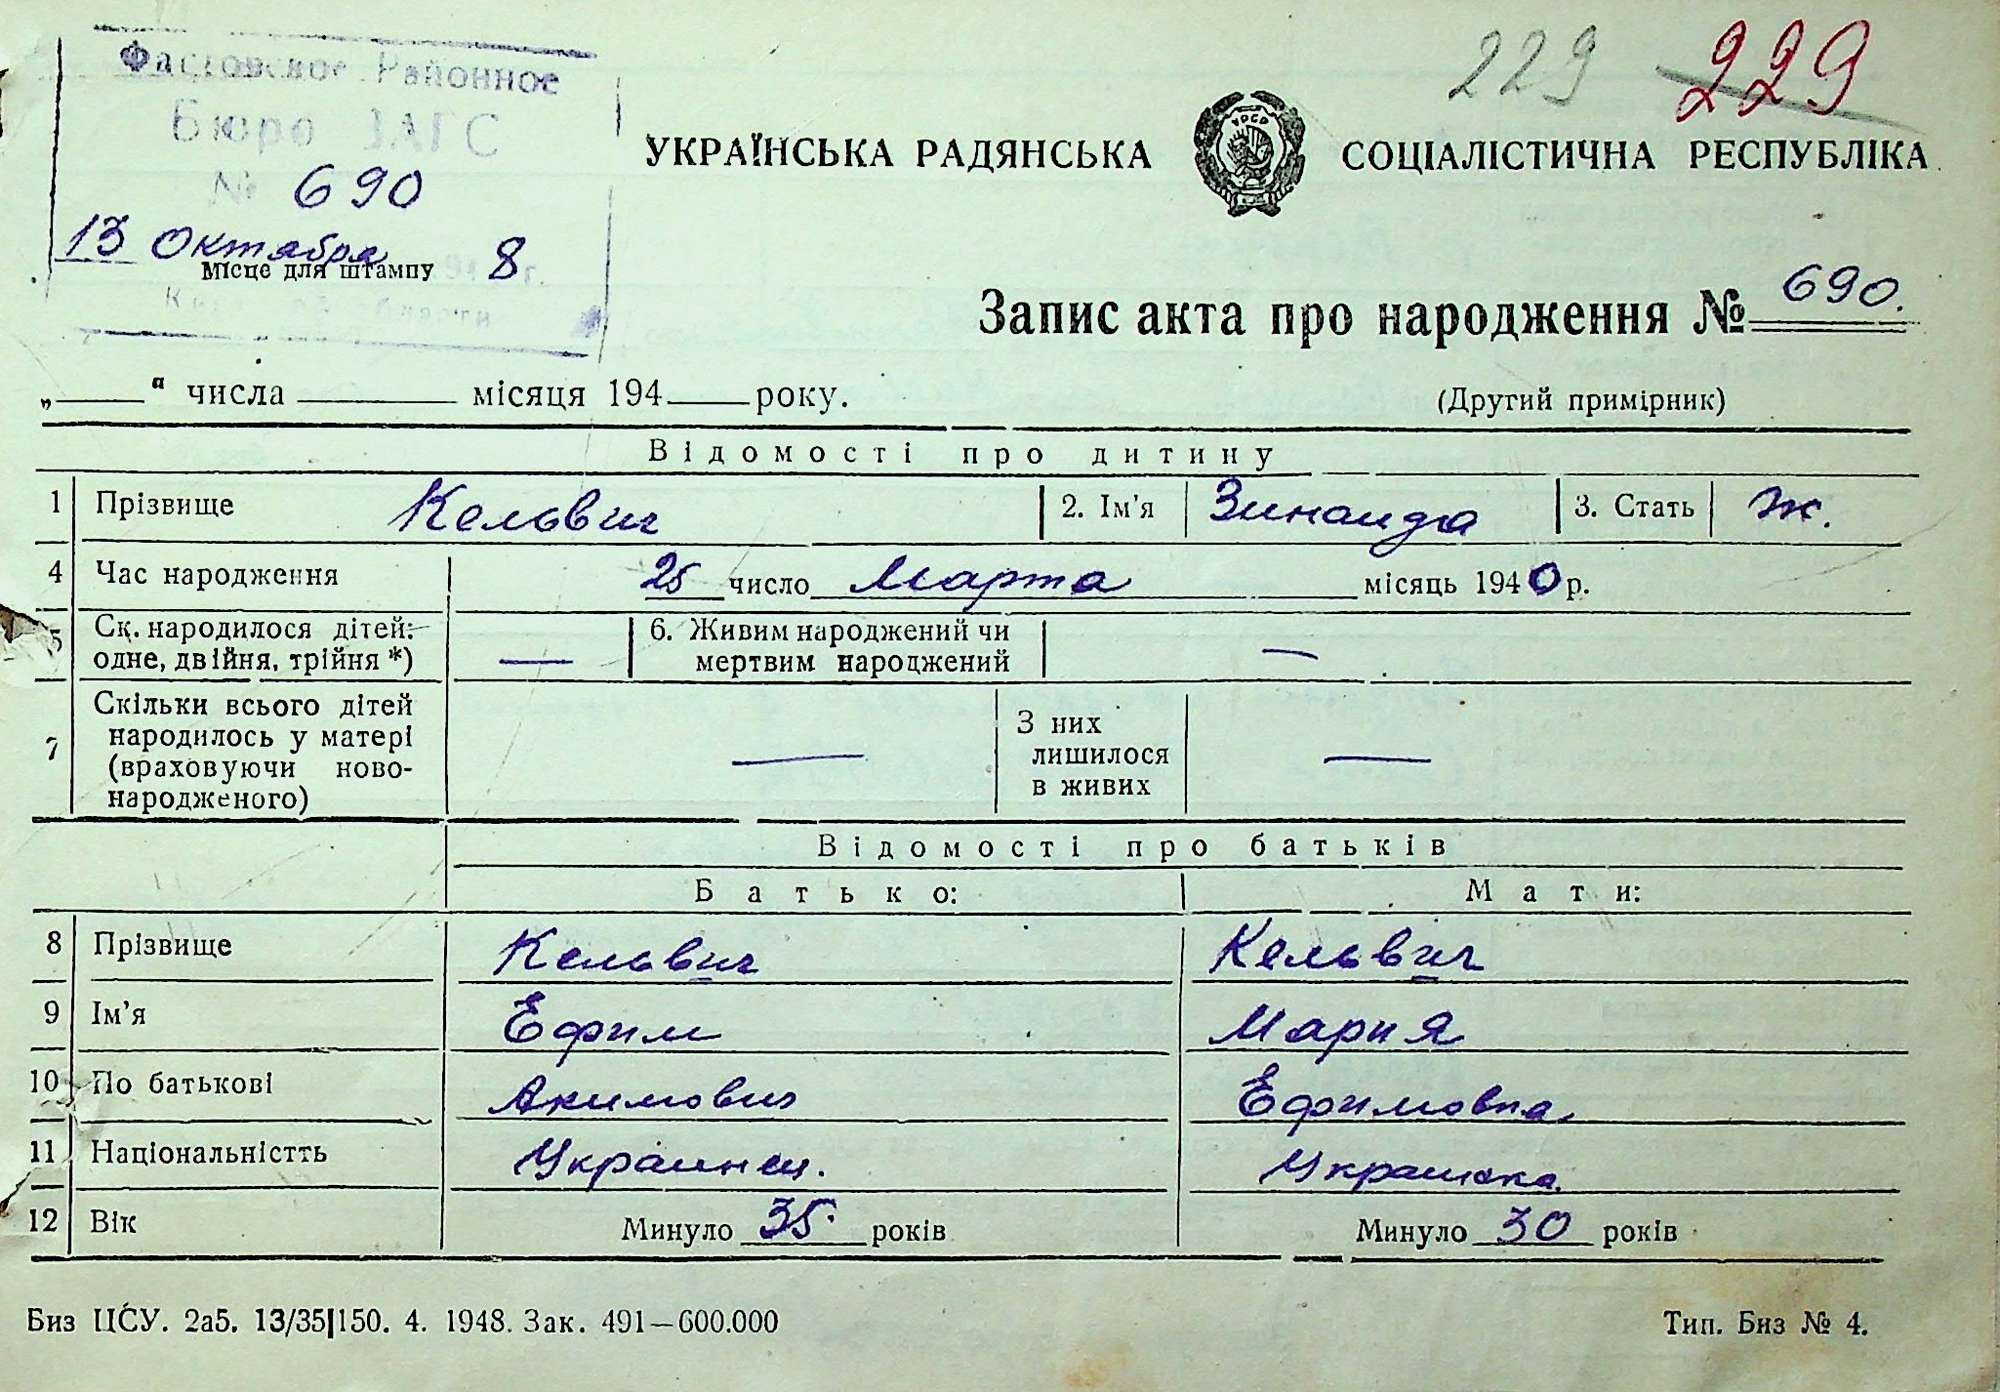 229 229
Фастовское Районное
Бюро ЗАГС
№ 690
13 Октября 8 г.
Місце для штампу
области
УРСР
УКРАЇНСЬКА РАДЯНСЬКА СОЦІАЛІСТИЧНА РЕСПУБЛІКА
Запис акта про народження № 690.
„ “ числа місяця 194 року. (Другий примірник)
Відомості про дитину
1 Прізвище Кельвич 2. Ім’я Зинаида 3. Стать Ж.
4 Час народження 25 число Марта місяць 1940 р.
5 Ск. народилося дітей: одне, двійня, трійня *) — 6. Живим народжений чи мертвим народжений —
7 Скільки всього дітей народилось у матері (враховуючи ново-народженого) — З них лишилося в живих —
Відомості про батьків
Батько: Мати:
8 Прізвище Кельвич Кельвич
9 Ім’я Ефим Мария
10 По батькові Акимович Ефимовна
11 Національністть Украинец. Украинка.
12 Вік Минуло 35 років Минуло 30 років
Биз ЦСУ. 2а5. 13/35|150. 4. 1948. Зак. 491—600.000 Тип. Биз № 4.